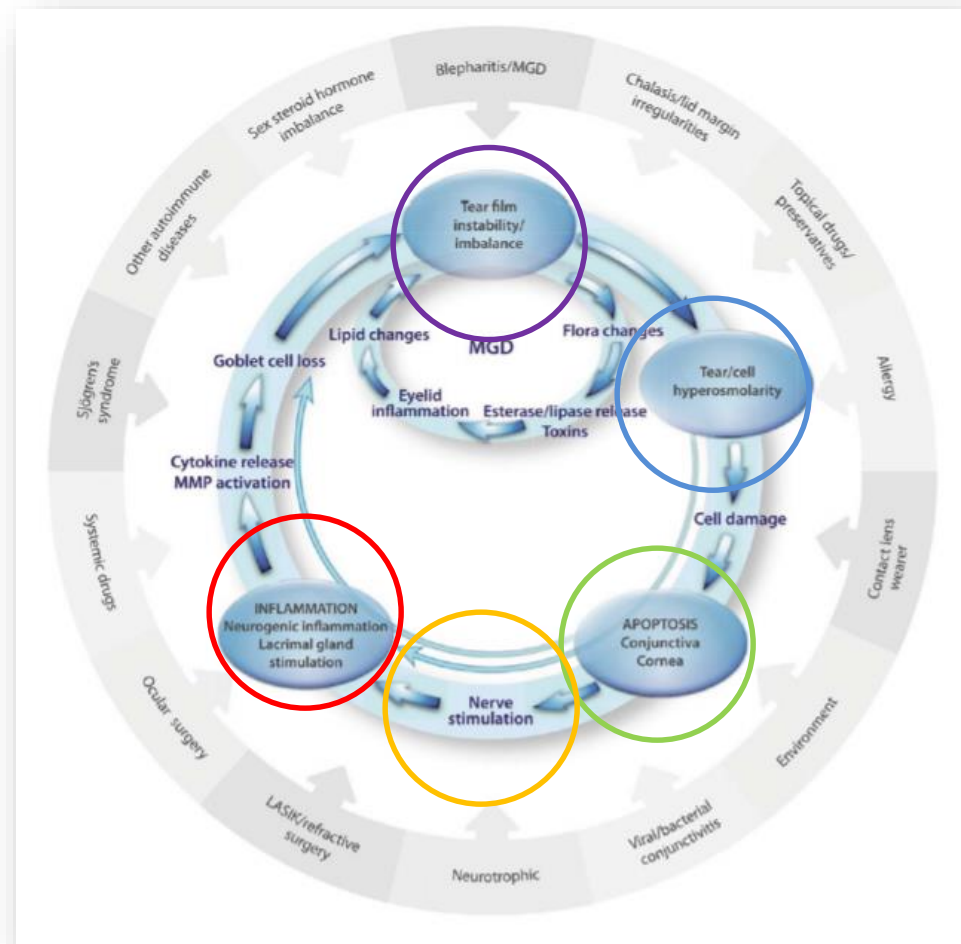 Blepharitis/MGD
Chalasis/lid margin
irregularities
Topical drugs/
preservatives
Allergy
Contact lens
wearer
Environment
Viral/bacterial
conjunctivitis
Neurotrophic
LASIK/refractive
surgery
Ocular surgery
Systemic drugs
Sjögren's
syndrome
Other autoimmune
diseases
Sex steroid hormone
imbalance
Tear film
instability/
imbalance
Lipid changes
Flora changes
MGD
Goblet cell loss
Eyelid
inflammation
Esterase/lipase release
Toxins
Tear/cell
hyperosmolarity
Cytokine release
MMP activation
Cell damage
INFLAMMATION
Neurogenic inflammation
Lacrimal gland
stimulation
APOPTOSIS
Conjunctiva
Cornea
Nerve
stimulation